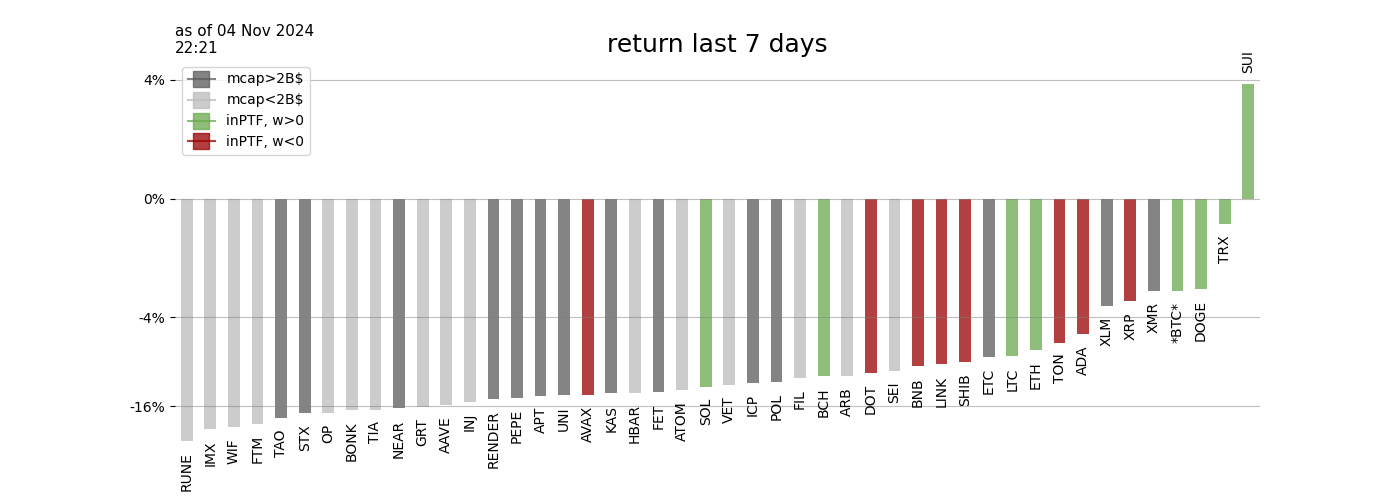 as of 04 Nov 2024
22:21
return last 7 days
mcap>2B$
mcap<2B$
inPTF, w>0
inPTF, w<0
4%
0%
-4%
-16%
RUNE
IMX
WIF
FTM
TAO
STX
OP
BONK
TIA
NEAR
GRT
AAVE
INJ
RENDER
PEPE
APT
UNI
AVAX
KAS
HBAR
FET
ATOM
SOL
VET
ICP
POL
FIL
BCH
ARB
DOT
SEI
BNB
LINK
SHIB
ETC
LTC
ETH
TON
ADA
XLM
XRP
XMR
*BTC*
DOGE
TRX
SUI